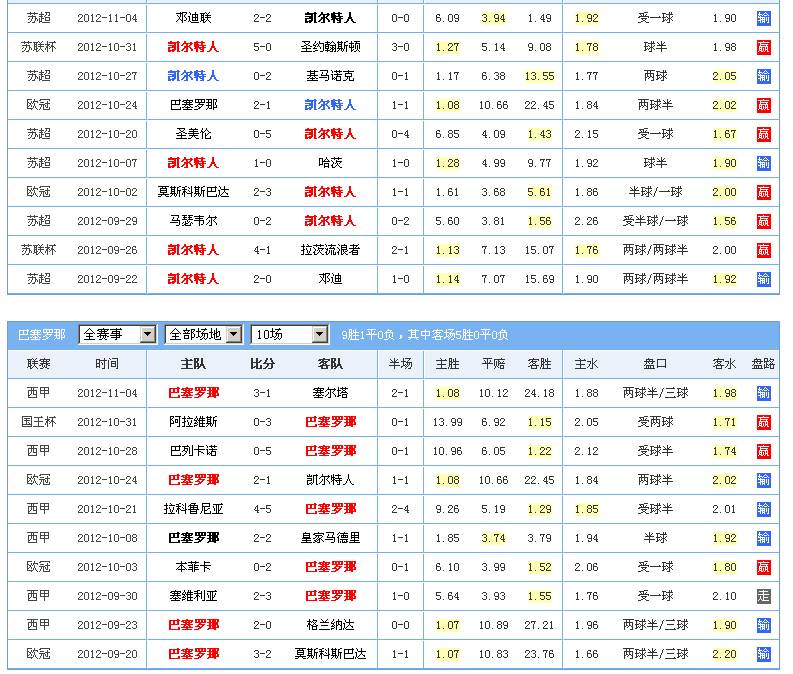 苏超 2012-11-04 邓迪联 2-2 凯尔特人 0-0 6.09 3.94 1.49 1.92 受一球 1.90 输
苏联杯 2012-10-31 凯尔特人 5-0 圣约翰斯顿 3-0 1.27 5.14 9.08 1.78 球半 1.98 赢
苏超 2012-10-27 凯尔特人 0-2 基马诺克 0-1 1.17 6.38 13.55 1.77 两球 2.05 输
欧冠 2012-10-24 巴塞罗那 2-1 凯尔特人 1-1 1.08 10.66 22.45 1.84 两球半 2.02 赢
苏超 2012-10-20 圣美伦 0-5 凯尔特人 0-4 6.85 4.09 1.43 2.15 受一球 1.67 赢
苏超 2012-10-07 凯尔特人 1-0 哈茨 1-0 1.28 4.99 9.77 1.92 球半 1.90 输
欧冠 2012-10-02 莫斯科斯巴达 2-3 凯尔特人 1-1 1.61 3.68 5.61 1.86 半球/一球 2.00 赢
苏超 2012-09-29 马瑟韦尔 0-2 凯尔特人 0-2 5.60 3.81 1.56 2.26 受半球/一球 1.56 赢
苏联杯 2012-09-26 凯尔特人 4-1 拉茨流浪者 2-1 1.13 7.13 15.07 1.76 两球/两球半 2.00 赢
苏超 2012-09-22 凯尔特人 2-0 邓迪 1-0 1.14 7.07 15.69 1.90 两球/两球半 1.92 输
巴塞罗那 全赛事 全部场地 10场 9胜1平0负，其中客场5胜0平0负
联赛 时间 主队 比分 客队 半场 主胜 平赔 客胜 主水 盘口 客水 盘路
西甲 2012-11-04 巴塞罗那 3-1 塞尔塔 2-1 1.08 10.12 24.18 1.88 两球半/三球 1.98 输
国王杯 2012-10-31 阿拉维斯 0-3 巴塞罗那 0-1 13.99 6.92 1.15 2.05 受两球 1.71 赢
西甲 2012-10-28 巴列卡诺 0-5 巴塞罗那 0-1 10.96 6.05 1.22 2.12 受球半 1.74 赢
欧冠 2012-10-24 巴塞罗那 2-1 凯尔特人 1-1 1.08 10.66 22.45 1.84 两球半 2.02 输
西甲 2012-10-21 拉科鲁尼亚 4-5 巴塞罗那 2-4 9.26 5.19 1.29 1.85 受球半 2.01 输
西甲 2012-10-08 巴塞罗那 2-2 皇家马德里 1-1 1.85 3.74 3.79 1.94 半球 1.92 输
欧冠 2012-10-03 本菲卡 0-2 巴塞罗那 0-1 6.10 3.99 1.52 2.06 受一球 1.80 赢
西甲 2012-09-30 塞维利亚 2-3 巴塞罗那 1-0 5.64 3.93 1.55 1.76 受一球 2.10 走
西甲 2012-09-23 巴塞罗那 2-0 格兰纳达 0-0 1.07 10.89 27.21 1.96 两球半/三球 1.90 输
欧冠 2012-09-20 巴塞罗那 3-2 莫斯科斯巴达 1-1 1.07 10.83 23.76 1.66 两球半/三球 2.20 输